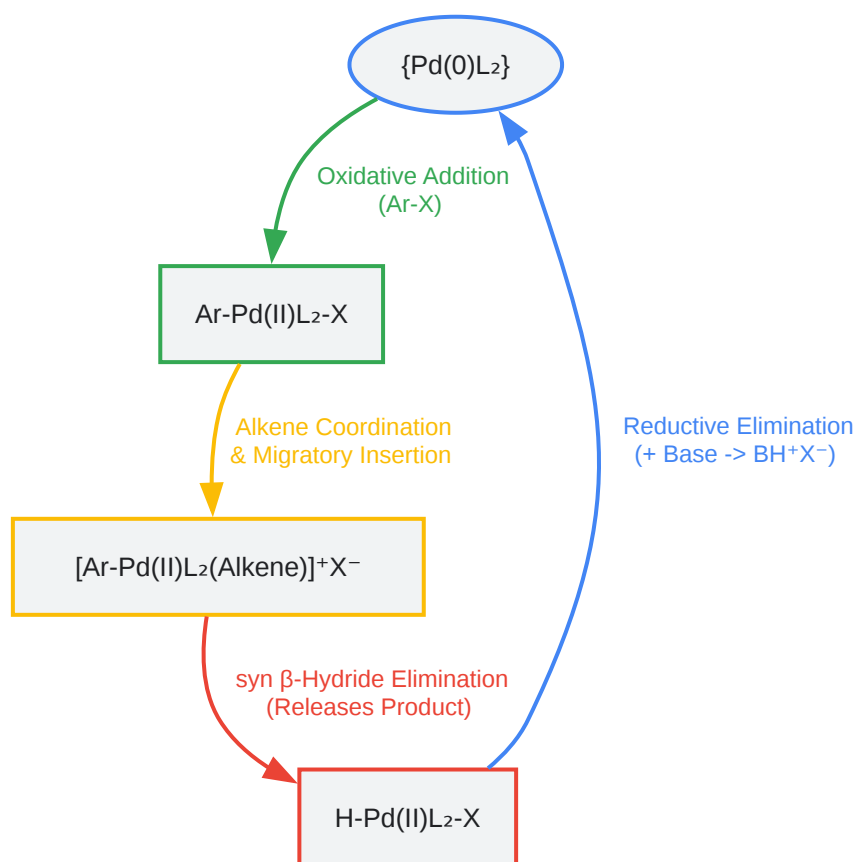 {Pd(0)L₂}
Oxidative Addition
(Ar-X)
Ar-Pd(II)L₂-X
Alkene Coordination
& Migratory Insertion
Reductive Elimination
(+ Base -> BH⁺X⁻)
[Ar-Pd(II)L₂(Alkene)]⁺X⁻
syn β-Hydride Elimination
(Releases Product)
H-Pd(II)L₂-X